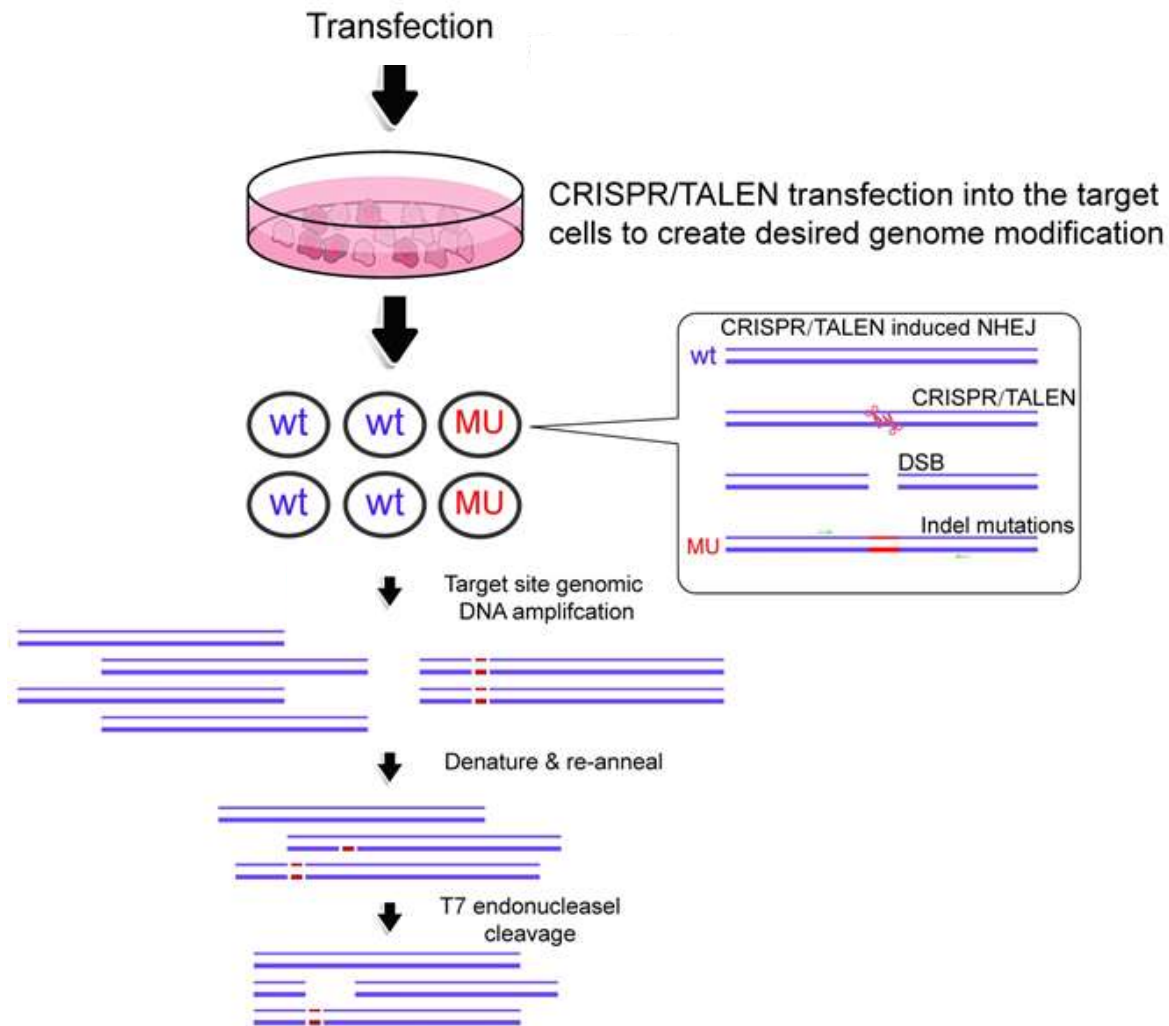 Transfection
CRISPR/TALEN transfection into the target
cells to create desired genome modification
CRISPR/TALEN induced NHEJ
wt
CRISPR/TALEN
DSB
Indel mutations
MU
wt wt MU
wt wt MU
Target site genomic
DNA amplifcation
Denature & re-anneal
T7 endonucleaseI
cleavage